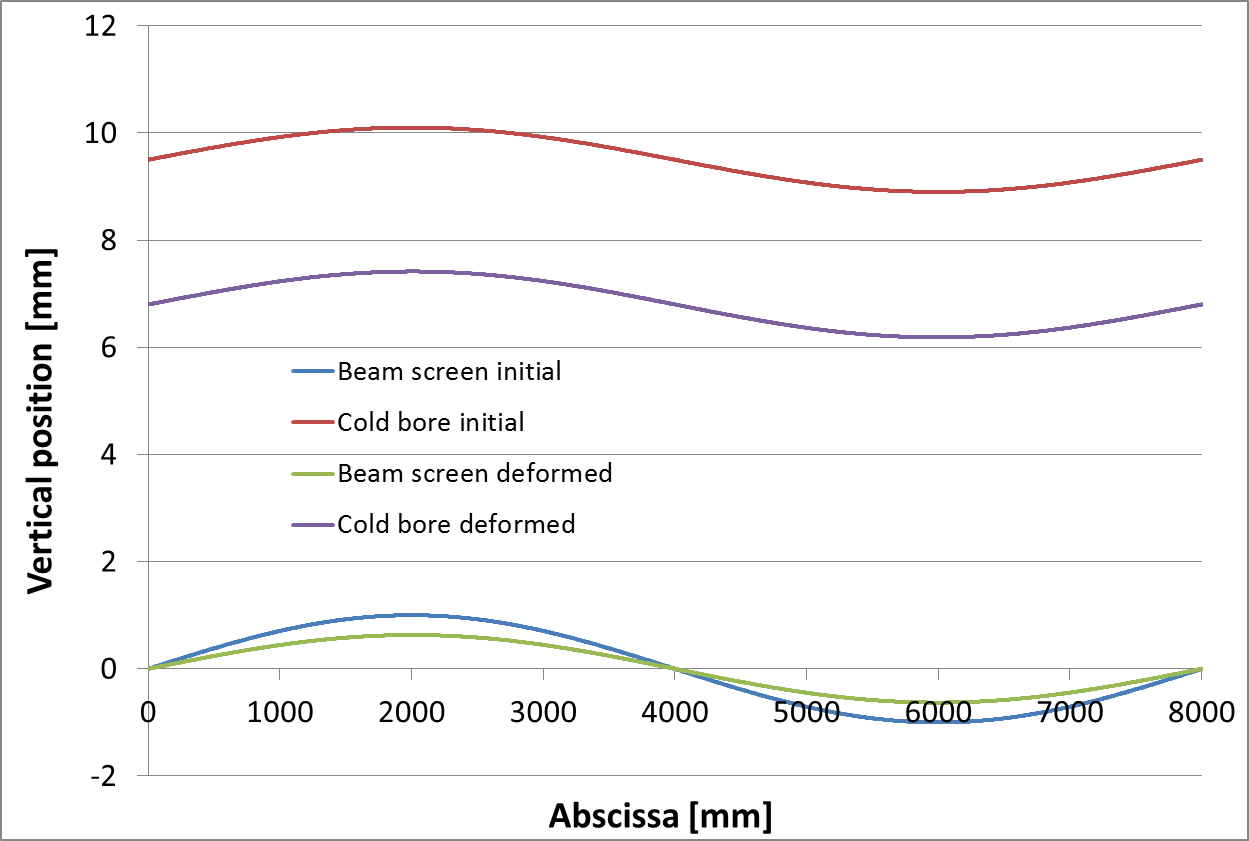 12
10
8
6
4
2
0
-2
Vertical position [mm]
Beam screen initial
Cold bore initial
Beam screen deformed
Cold bore deformed
0 1000 2000 3000 4000 5000 6000 7000 8000
Abscissa [mm]